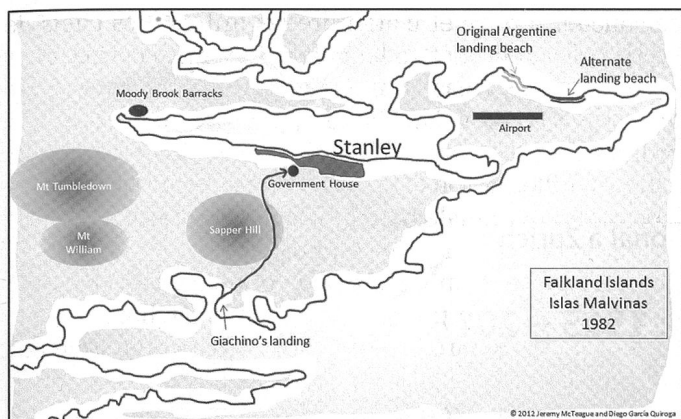 Original Argentine
landing beach
Alternate
landing beach
Moody Brook Barracks
Airport
Stanley
Government House
Mt Tumbledown
Mt
William
Sapper Hill
Giachino's landing
Falkland Islands
Islas Malvinas
1982
© 2012 Jeremy McTeague and Diego García Quiroga